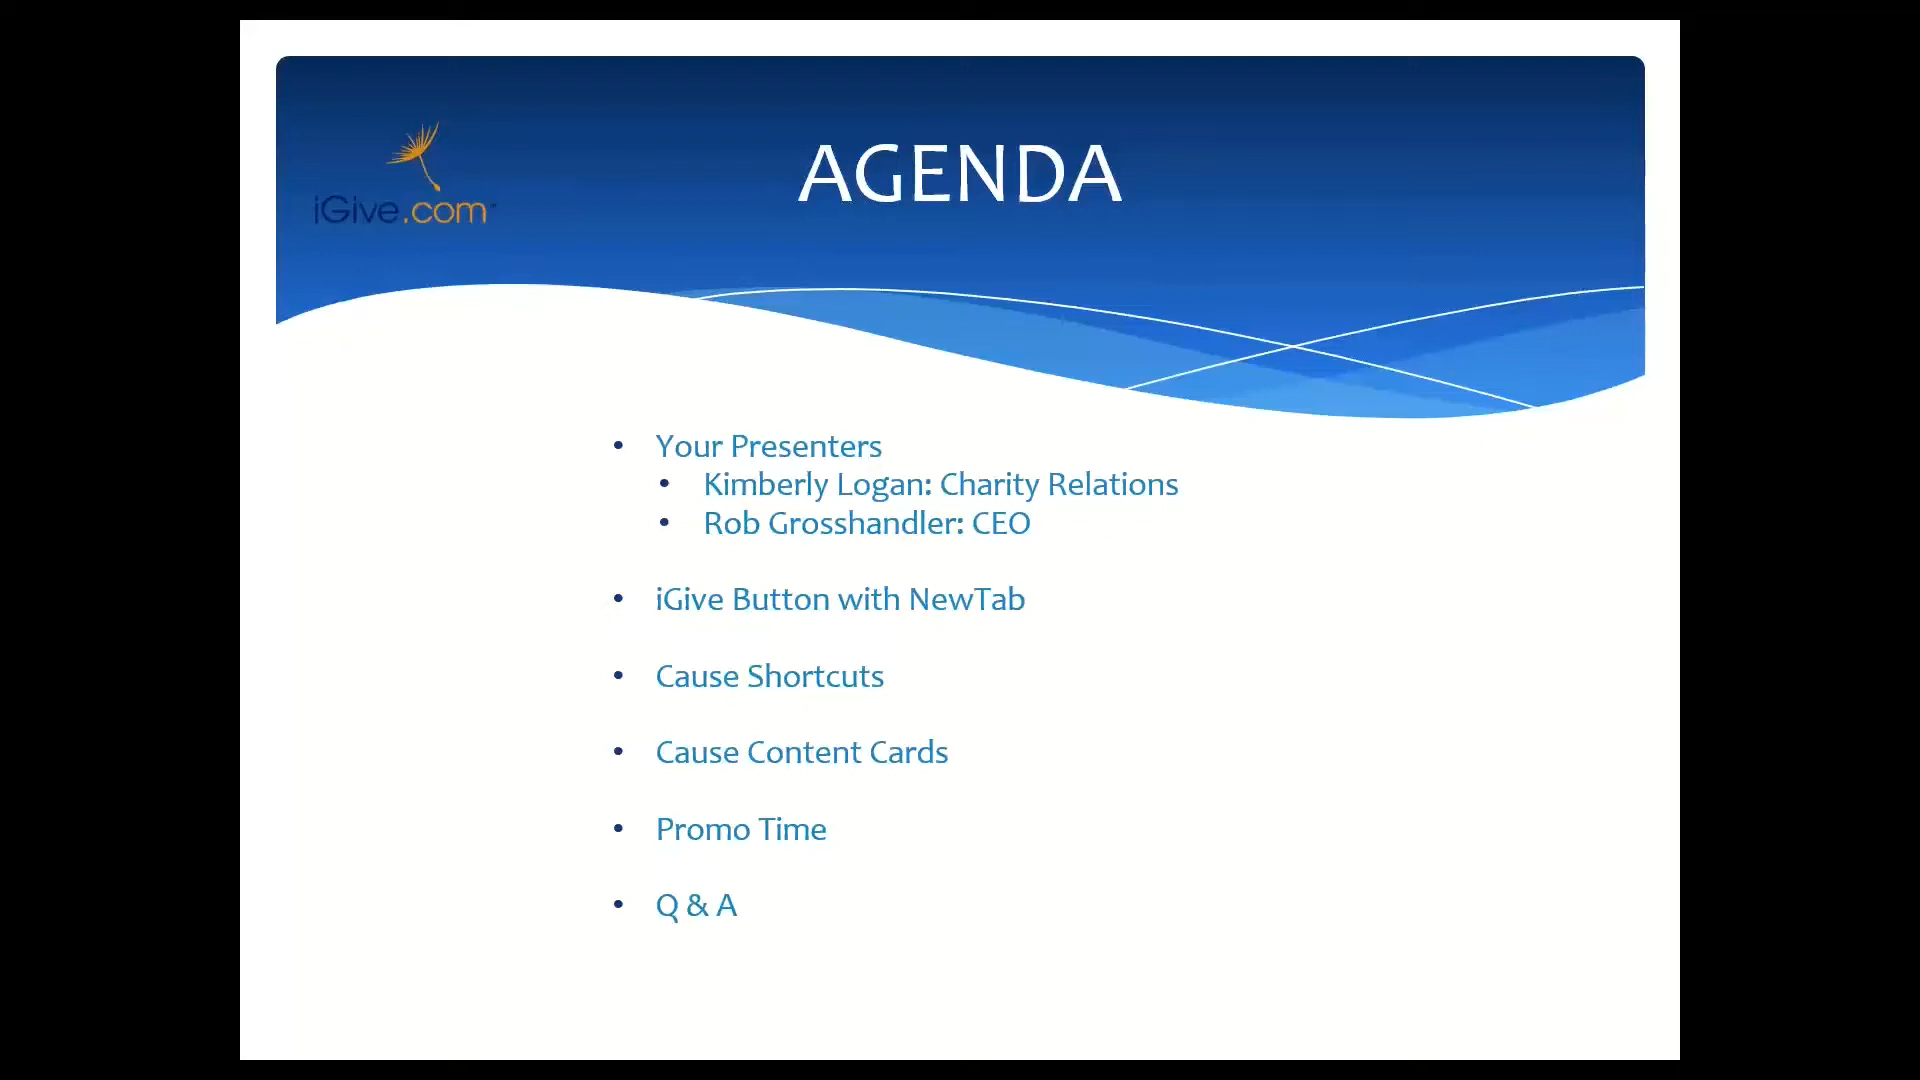 iGive.com
AGENDA
• Your Presenters
• Kimberly Logan: Charity Relations
• Rob Grosshandler: CEO
• iGive Button with NewTab
• Cause Shortcuts
• Cause Content Cards
• Promo Time
• Q & A